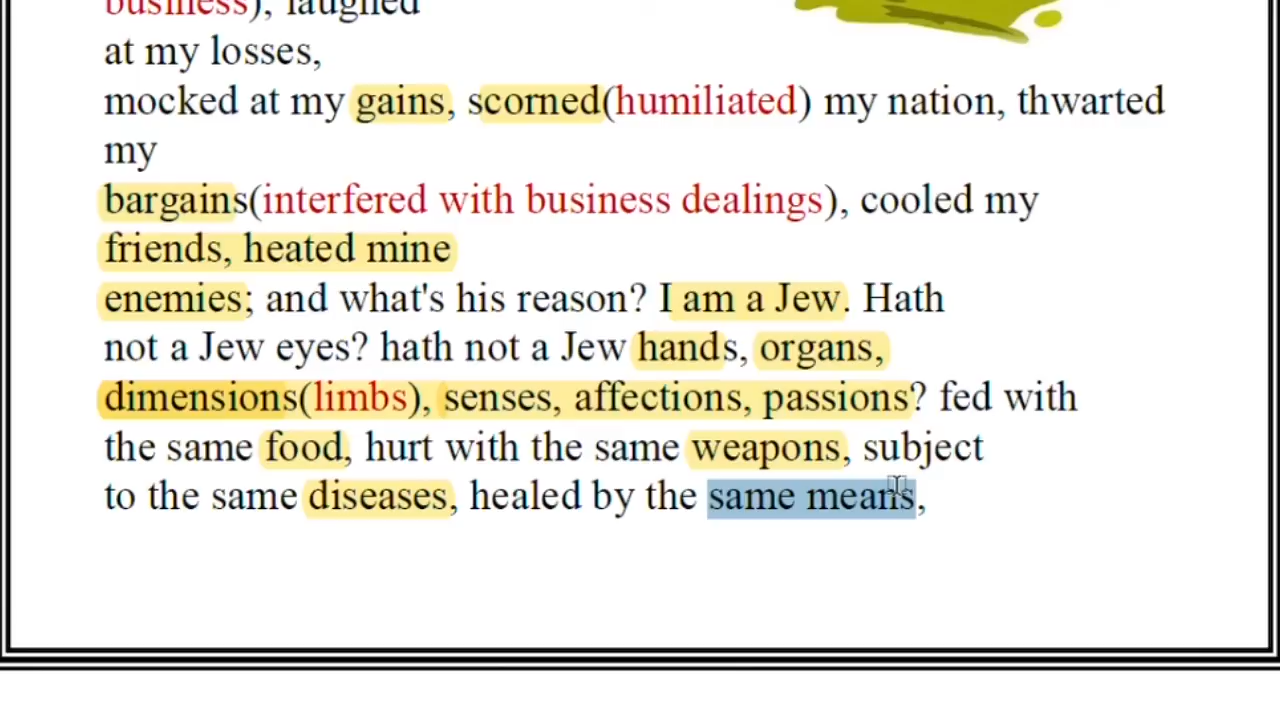 business), laughed
at my losses,
mocked at my gains, scorned(humiliated) my nation, thwarted
my
bargains(interfered with business dealings), cooled my
friends, heated mine
enemies; and what's his reason? I am a Jew. Hath
not a Jew eyes? hath not a Jew hands, organs,
dimensions(limbs), senses, affections, passions? fed with
the same food, hurt with the same weapons, subject
to the same diseases, healed by the same means,